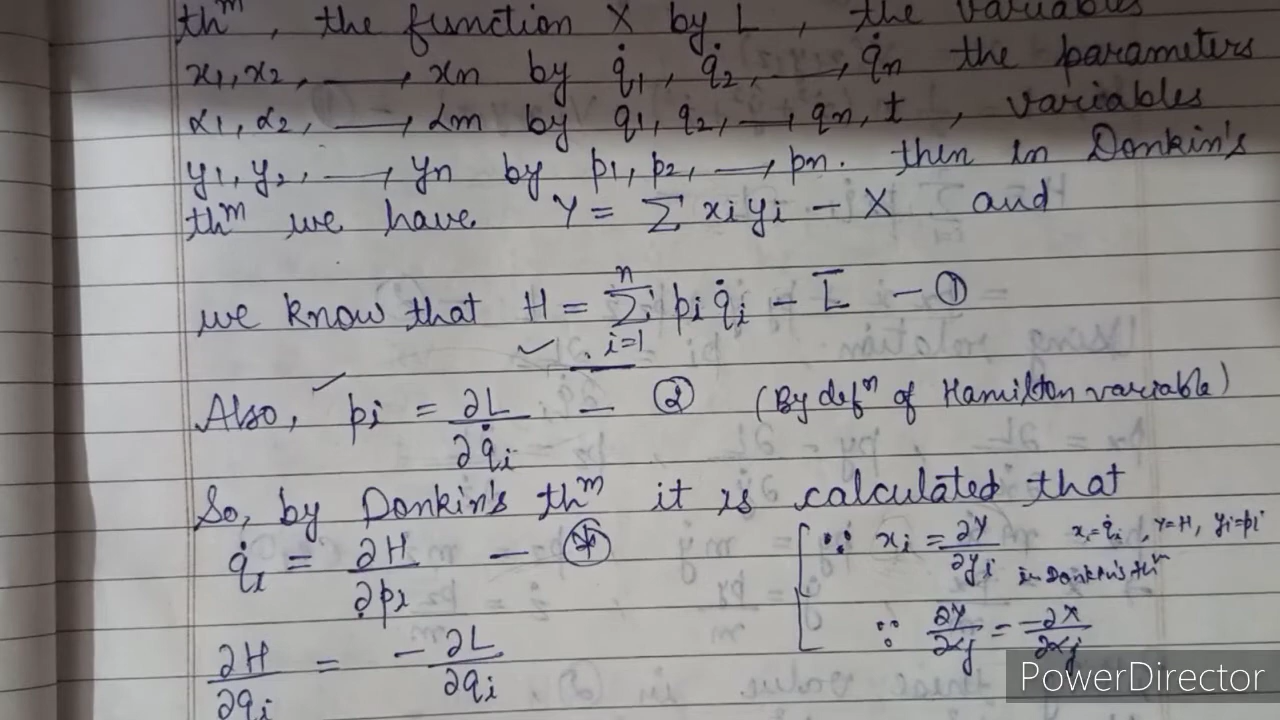 thᵐ, the function X by L, the variables
x₁, x₂, —, xₙ by q̇₁, q̇₂, —, q̇ₙ the parameters
α₁, α₂, —, αm by q₁, q₂, —, qₙ, t, variables
y₁, y₂, —, yₙ by p₁, p₂, —, pₙ. then in Donkin's
thᵐ we have Y = Σ xᵢyᵢ − X and
we know that H = Σⁿᵢ₌₁ pᵢ q̇ᵢ − L̅ — ①
Also, pᵢ = ∂L/∂q̇ᵢ — ② (By defⁿ of Hamilton variable)
So, by Donkin's thᵐ it is calculated that
q̇ᵢ = ∂H/∂pᵢ — ⊛ [∵ xᵢ = ∂Y/∂yᵢ xᵢ=q̇ᵢ, Y=H, yᵢ=pᵢ
in Donkin's thᵐ
∂H/∂qᵢ = −∂L/∂qᵢ ∵ ∂Y/∂αⱼ = −∂X/∂αⱼ
PowerDirector